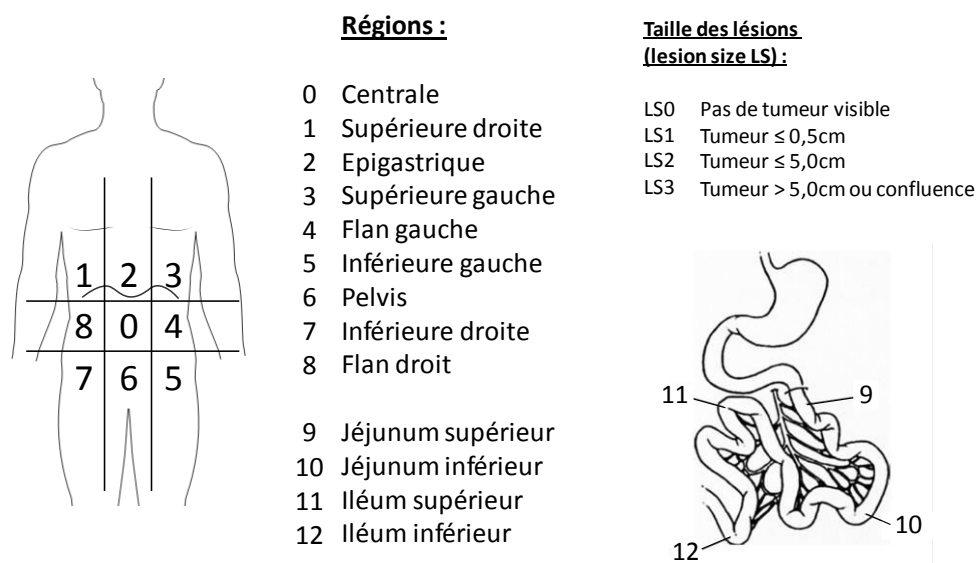 Régions :
0 Centrale
1 Supérieure droite
2 Epigastrique
3 Supérieure gauche
4 Flan gauche
5 Inférieure gauche
6 Pelvis
7 Inférieure droite
8 Flan droit
9 Jéjunum supérieur
10 Jéjunum inférieur
11 Iléum supérieur
12 Iléum inférieur
Taille des lésions
(lesion size LS) :
LS0 Pas de tumeur visible
LS1 Tumeur ≤ 0,5cm
LS2 Tumeur ≤ 5,0cm
LS3 Tumeur > 5,0cm ou confluence
1 2 3
8 0 4
7 6 5
11 9
10
12